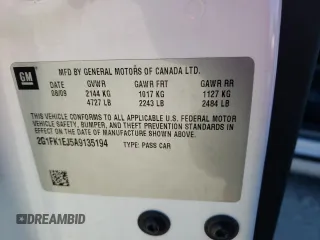 GM
MFD BY GENERAL MOTORS OF CANADA LTD.
DATE GVWR GAWR FRT GAWR RR
08/09 2144 KG 1017 KG 1127 KG
4727 LB 2243 LB 2484 LB
THIS VEHICLE CONFORMS TO ALL APPLICABLE U.S. FEDERAL MOTOR
VEHICLE SAFETY, BUMPER, AND THEFT PREVENTION STANDARDS
IN EFFECT ON THE DATE OF MANUFACTURE SHOWN ABOVE.
2G1FK1EJ5A9135194 TYPE: PASS CAR
DREAMBID